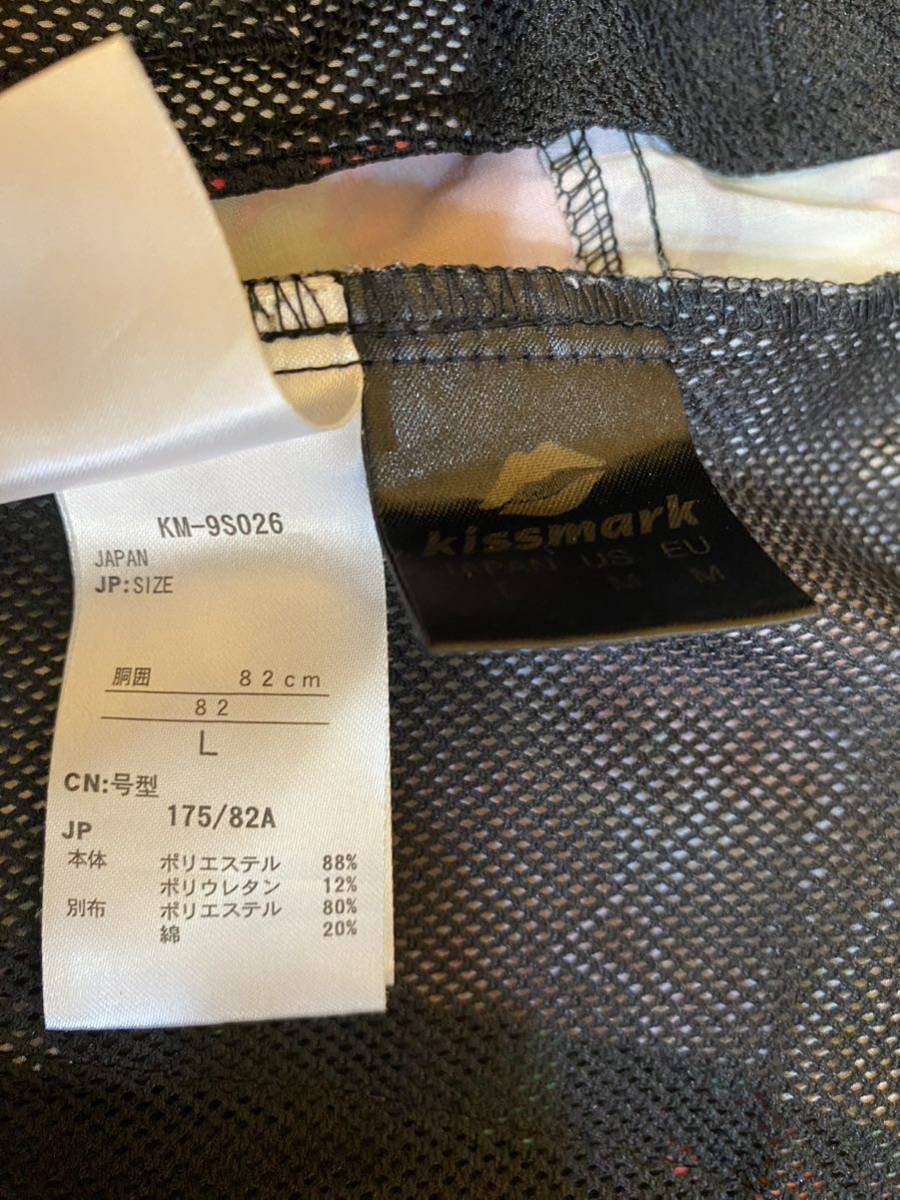 KM-9S026
JAPAN
JP:SIZE
胴囲 82cm
82
L
CN:号型
175/82A
JP
本体 ポリエステル 88%
ポリウレタン 12%
別布 ポリエステル 80%
綿 20%
kissmark
JAPAN US EU
L M M